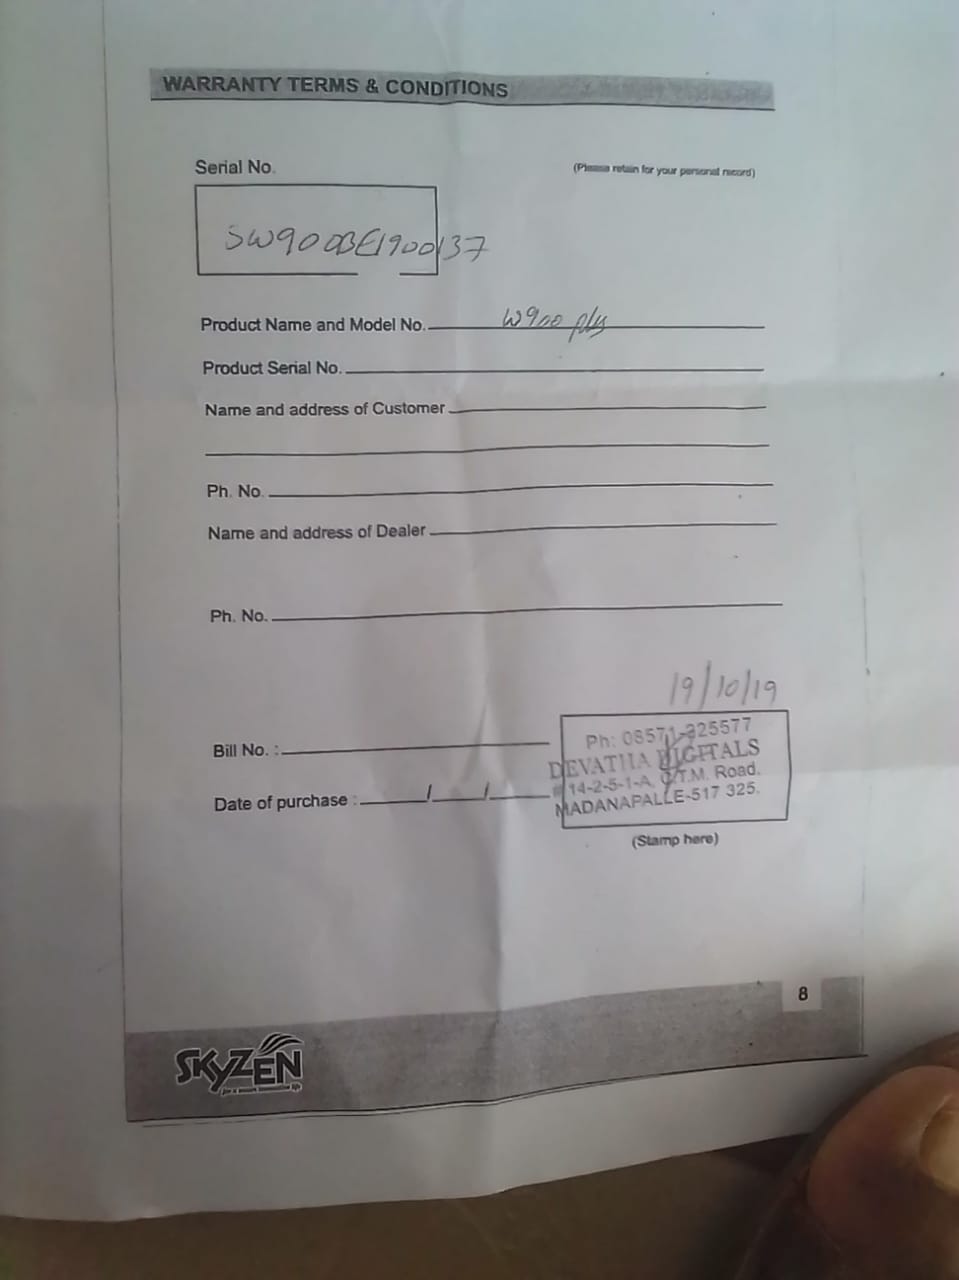 WARRANTY TERMS & CONDITIONS
Serial No.
(Please retain for your personal record)
SW900BE1900137
Product Name and Model No. W900 plus
Product Serial No.
Name and address of Customer
Ph. No.
Name and address of Dealer
Ph. No.
19/10/19
Bill No. :
Ph: 08571-225577
DEVATHA DIGITALS
# 14-2-5-1-A, C.T.M. Road.
MADANAPALLE-517 325.
Date of purchase : / /
(Stamp here)
8
SKYZEN